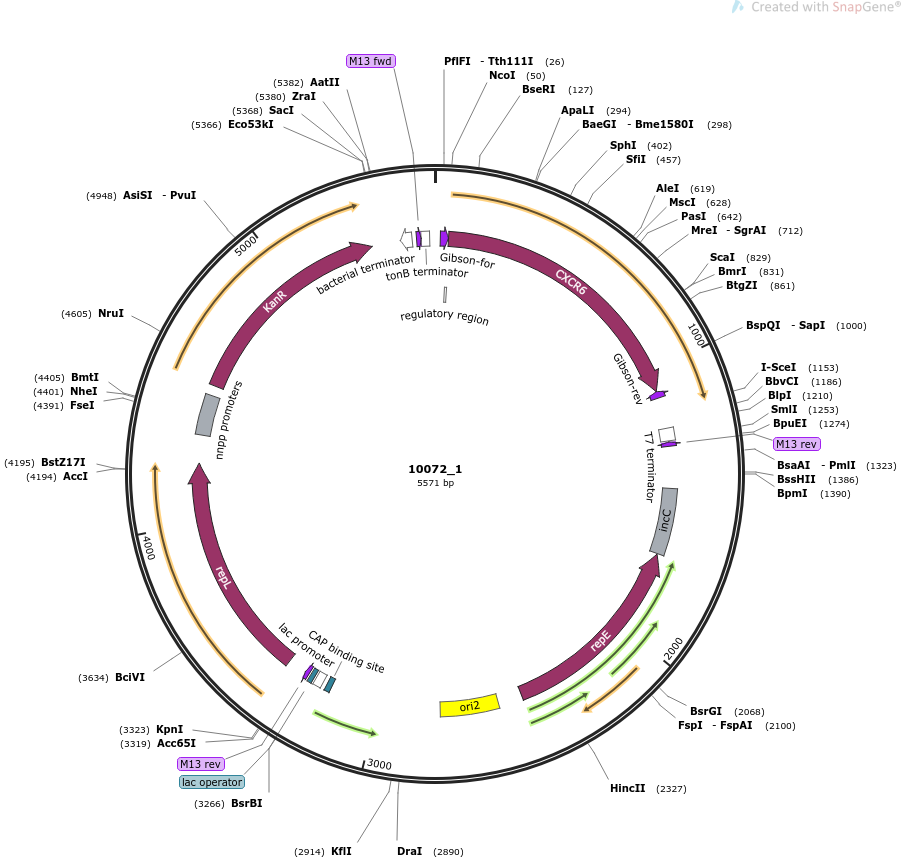 Created with SnapGene®
M13 fwd
PflFI - Tth111I (26)
NcoI (50)
BseRI (127)
ApaLI (294)
BaeGI - Bme1580I (298)
SphI (402)
SfiI (457)
AleI (619)
MscI (628)
PasI (642)
MreI - SgrAI (712)
ScaI (829)
BmrI (831)
BtgZI (861)
BspQI - SapI (1000)
I-SceI (1153)
BbvCI (1186)
BlpI (1210)
SmlI (1253)
BpuEI (1274)
M13 rev
BsaAI - PmlI (1323)
BssHII (1386)
BpmI (1390)
BsrGI (2068)
FspI - FspAI (2100)
HincII (2327)
DraI (2890)
(2914) KflI
(3266) BsrBI
lac operator
M13 rev
(3319) Acc65I
(3323) KpnI
(3634) BciVI
(4194) AccI
(4195) BstZ17I
(4391) FseI
(4401) NheI
(4405) BmtI
(4605) NruI
(4948) AsiSI - PvuI
(5366) Eco53kI
(5368) SacI
(5380) ZraI
(5382) AatII
1000
2000
3000
4000
5000
bacterial terminator
tonB terminator
Gibson-for
regulatory region
CXCR6
Gibson-rev
T7 terminator
incC
repE
ori2
CAP binding site
lac promoter
repL
nnpp promoters
KanR
10072_1
5571 bp